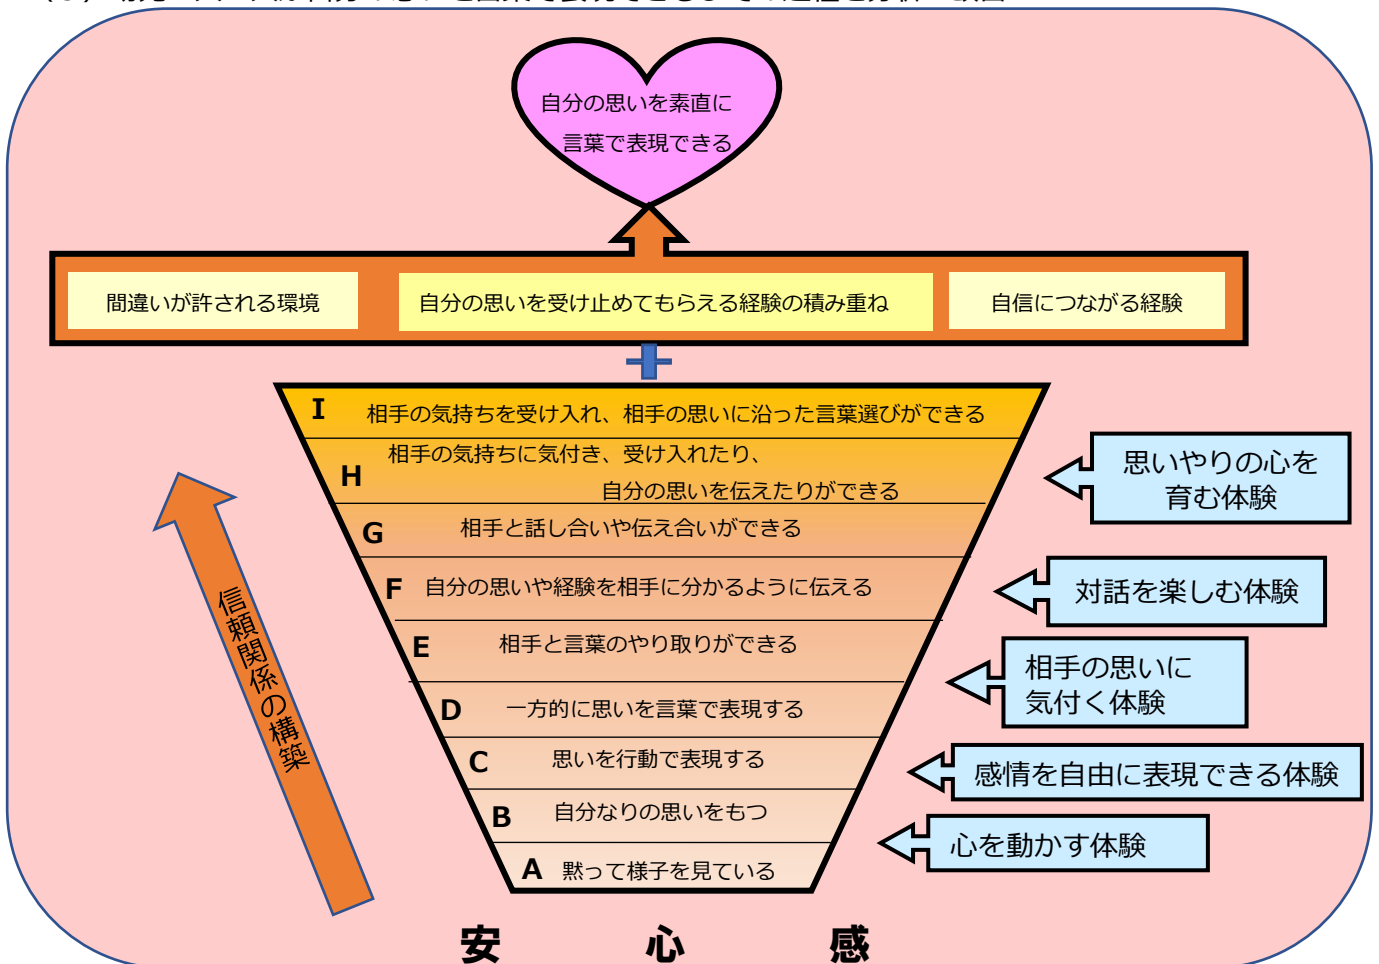 自分の思いを素直に
言葉で表現できる
間違いが許される環境
自分の思いを受け止めてもらえる経験の積み重ね
自信につながる経験
I 相手の気持ちを受け入れ、相手の思いに沿った言葉選びができる
H 相手の気持ちに気付き、受け入れたり、
自分の思いを伝えたりができる
G 相手と話し合いや伝え合いができる
F 自分の思いや経験を相手に分かるように伝える
E 相手と言葉のやり取りができる
D 一方的に思いを言葉で表現する
C 思いを行動で表現する
B 自分なりの思いをもつ
A 黙って様子を見ている
信頼関係の構築
思いやりの心を
育む体験
対話を楽しむ体験
相手の思いに
気付く体験
感情を自由に表現できる体験
心を動かす体験
安 心 感